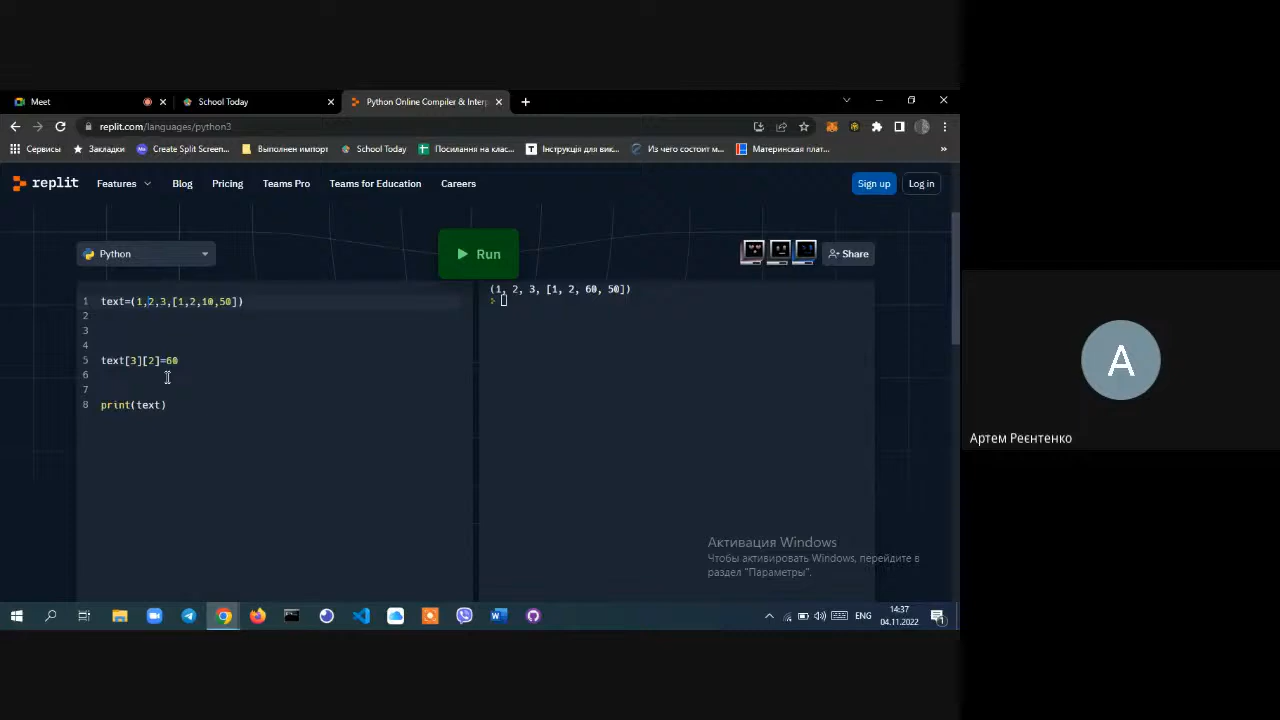 Meet
School Today
Python Online Compiler & Interp
replit.com/languages/python3
Сервисы
Закладки
Create Split Screen...
Выполнен импорт
School Today
Посилання на клас...
Інструкція для вик...
Из чего состоит м...
Материнская плат...
»
replit
Features
Blog
Pricing
Teams Pro
Teams for Education
Careers
Sign up
Log in
Python
Run
Share
1 text=(1,2,3,[1,2,10,50])
2
3
4
5 text[3][2]=60
6
7
8 print(text)
(1, 2, 3, [1, 2, 60, 50])
>
Активация Windows
Чтобы активировать Windows, перейдите в
раздел "Параметры".
ENG
14:37
04.11.2022
1
A
Артем Реєнтенко